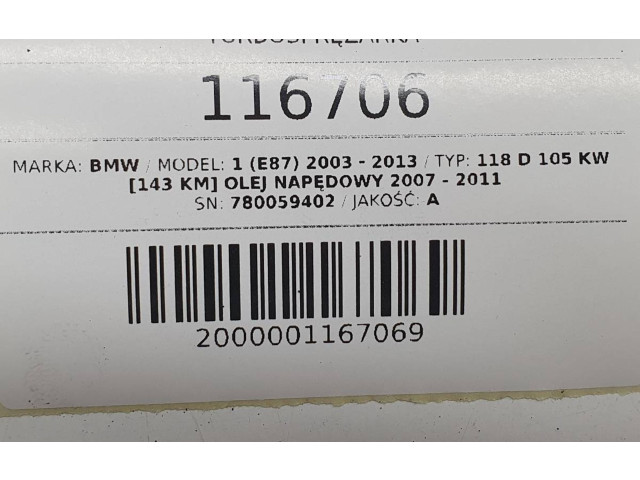 TURBOSPRĘŻARKA
116706
MARKA: BMW / MODEL: 1 (E87) 2003 - 2013 / TYP: 118 D 105 KW
[143 KM] OLEJ NAPĘDOWY 2007 - 2011
SN: 780059402 / JAKOŚĆ: A
2000001167069